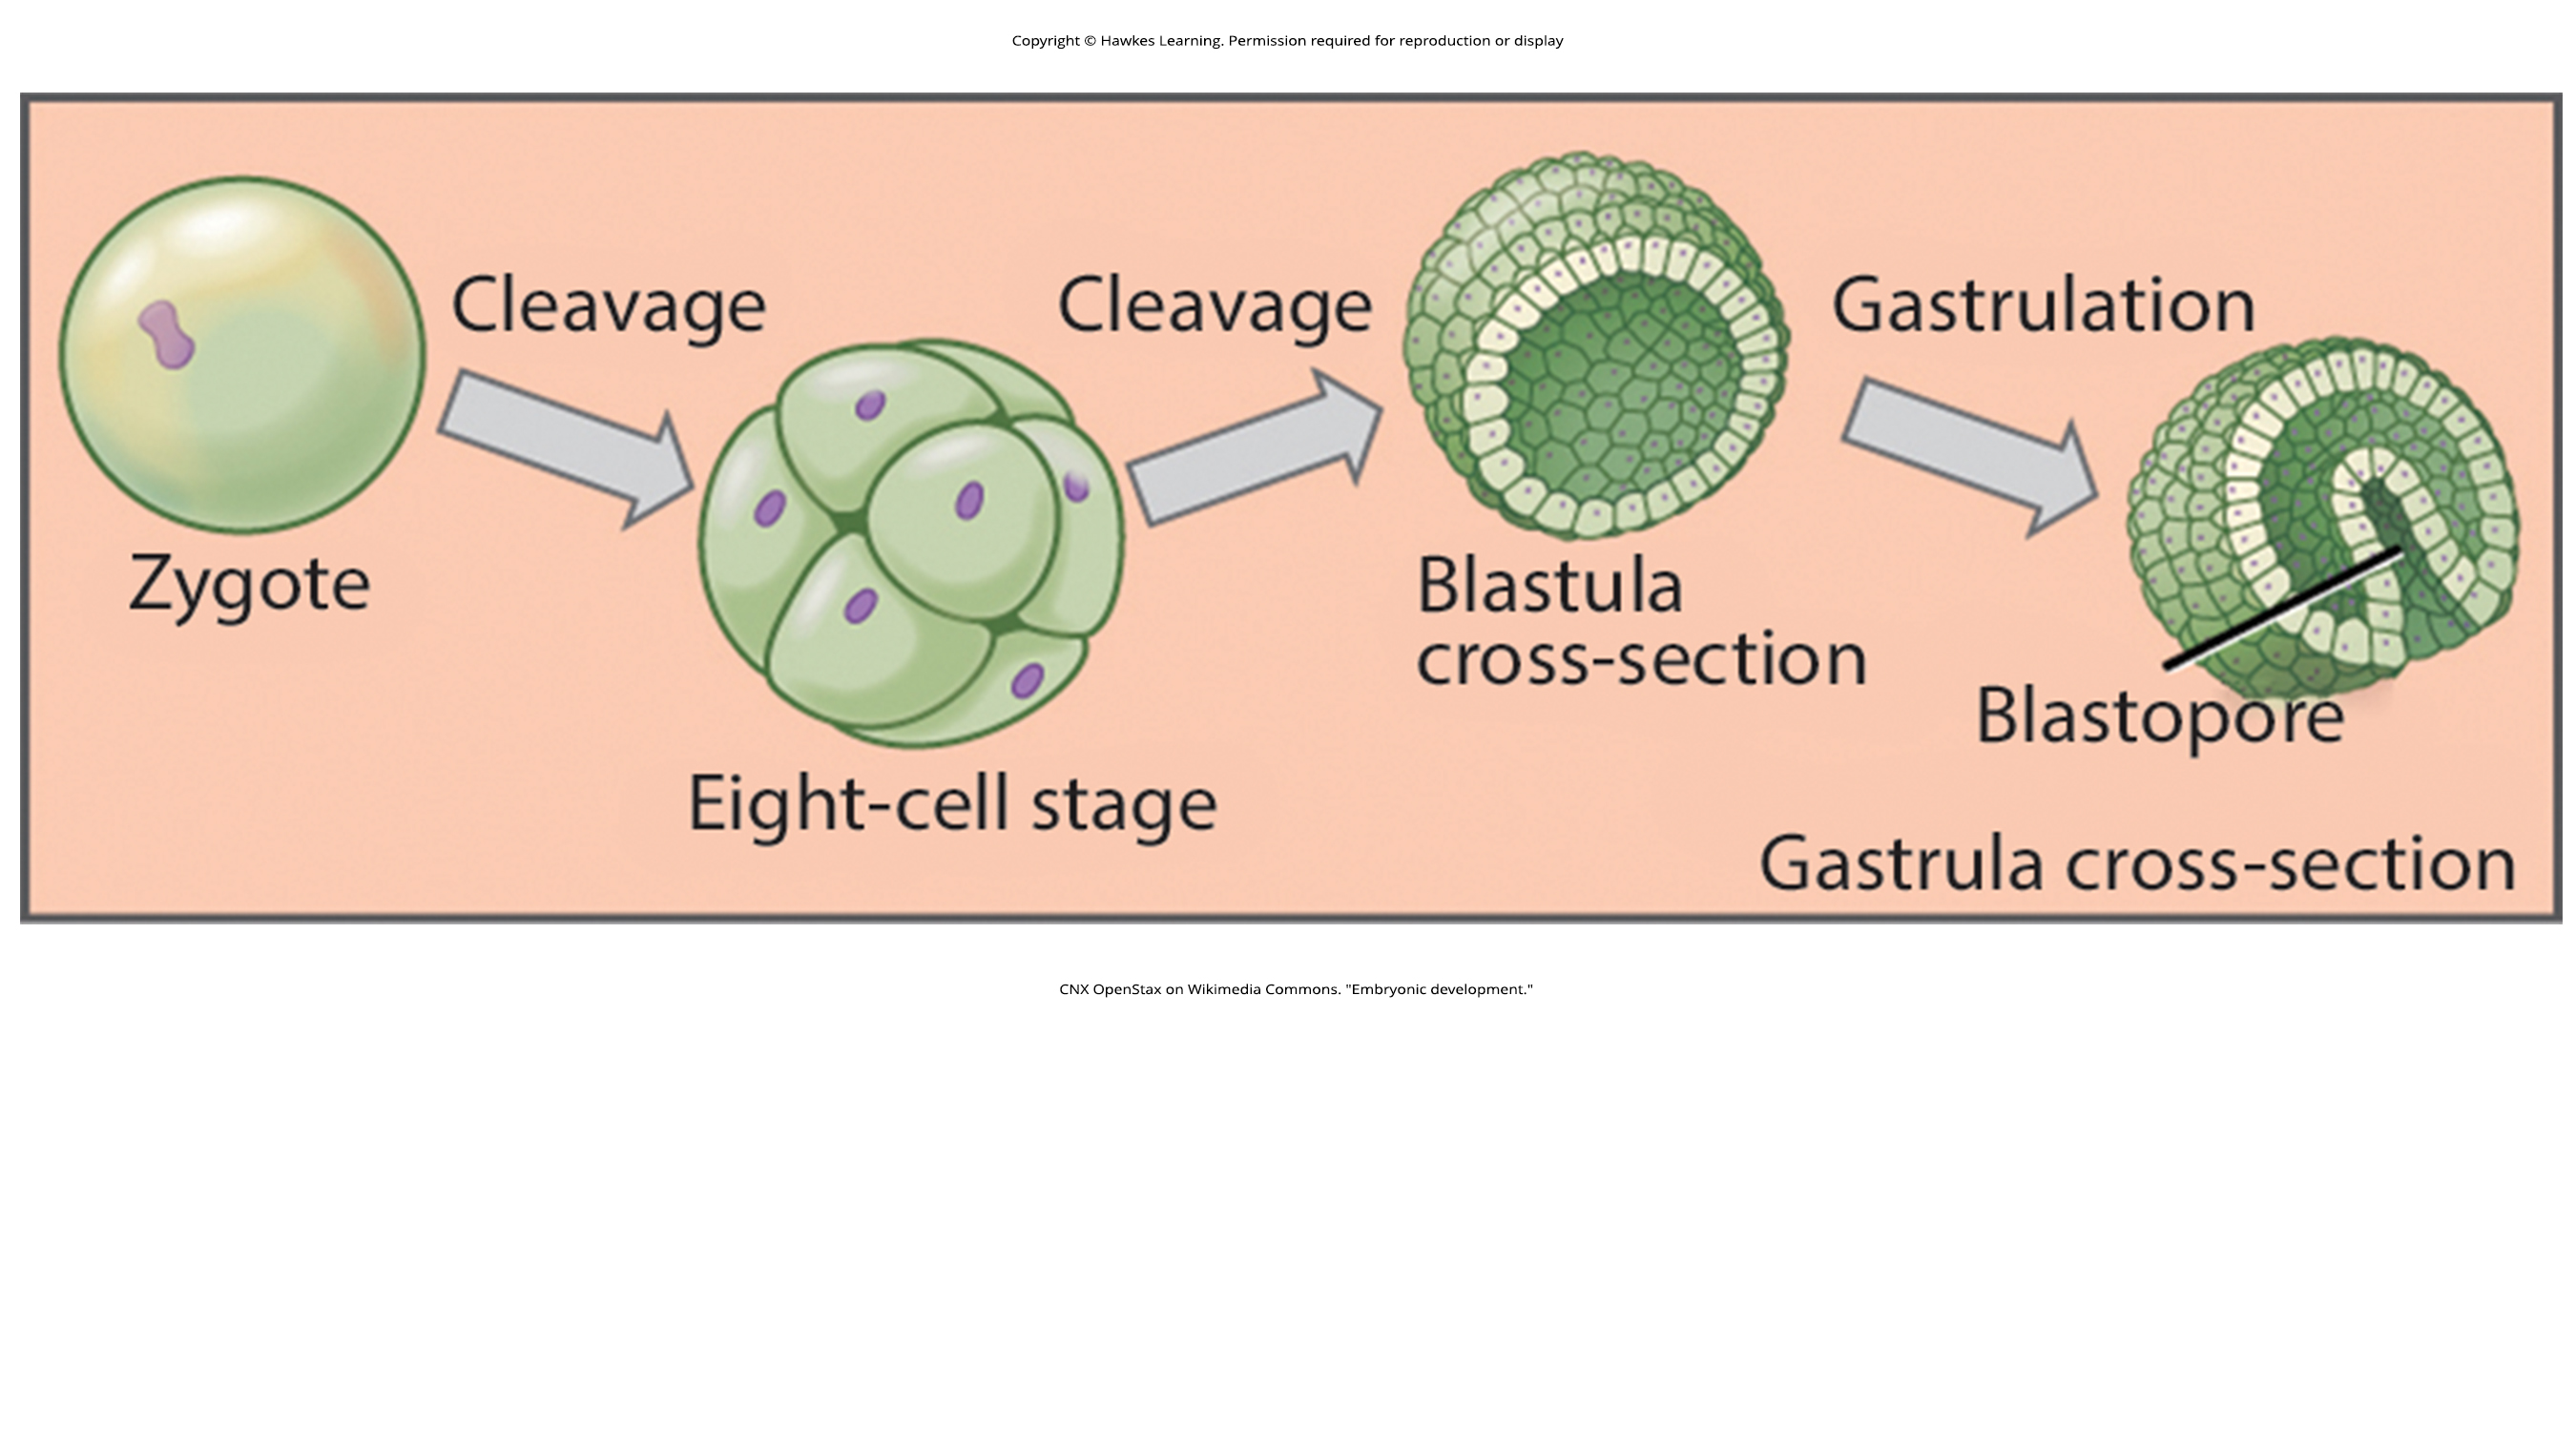 Copyright © Hawkes Learning. Permission required for reproduction or display
Cleavage
Cleavage
Gastrulation
Zygote
Blastula
cross-section
Blastopore
Eight-cell stage
Gastrula cross-section
CNX OpenStax on Wikimedia Commons. "Embryonic development."